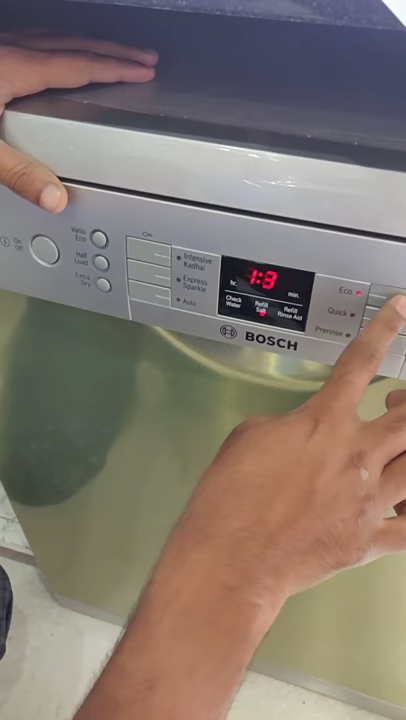 On
Off
Vario
Eco
Half
Load
Extra
Dry
On
Intensive
Kadhai
Express
Sparkle
Auto
1:3
hr.
min.
Check
Water
Refill
Salt
Refill
Rinse Aid
Eco
Quick
Prerinse
BOSCH